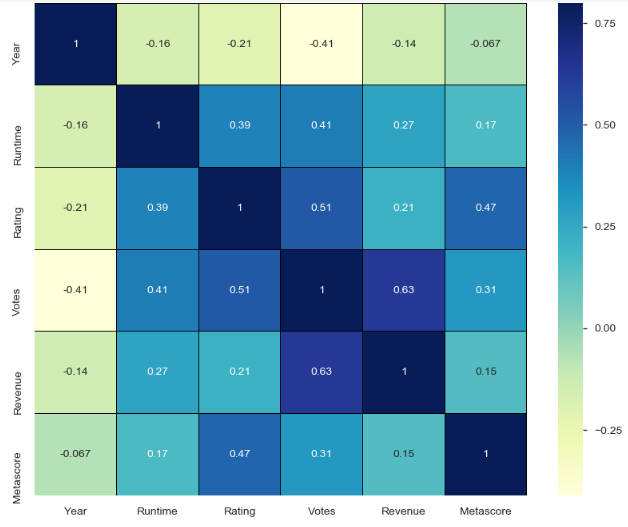 Year 1 -0.16 -0.21 -0.41 -0.14 -0.067
Runtime -0.16 1 0.39 0.41 0.27 0.17
Rating -0.21 0.39 1 0.51 0.21 0.47
Votes -0.41 0.41 0.51 1 0.63 0.31
Revenue -0.14 0.27 0.21 0.63 1 0.15
Metascore -0.067 0.17 0.47 0.31 0.15 1
Year Runtime Rating Votes Revenue Metascore
0.75
0.50
0.25
0.00
−0.25